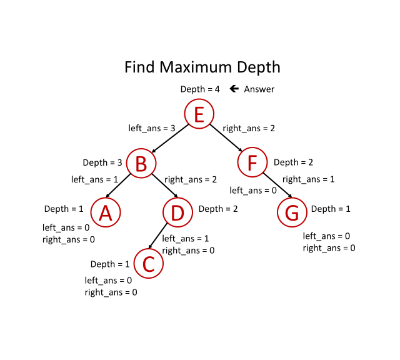 Find Maximum Depth
Depth = 4 🡸 Answer
E
left_ans = 3
right_ans = 2
Depth = 3
B
F
Depth = 2
left_ans = 1
right_ans = 2
left_ans = 0
right_ans = 1
Depth = 1
A
D
Depth = 2
G
Depth = 1
left_ans = 0
right_ans = 0
left_ans = 1
right_ans = 0
left_ans = 0
right_ans = 0
Depth = 1
C
left_ans = 0
right_ans = 0